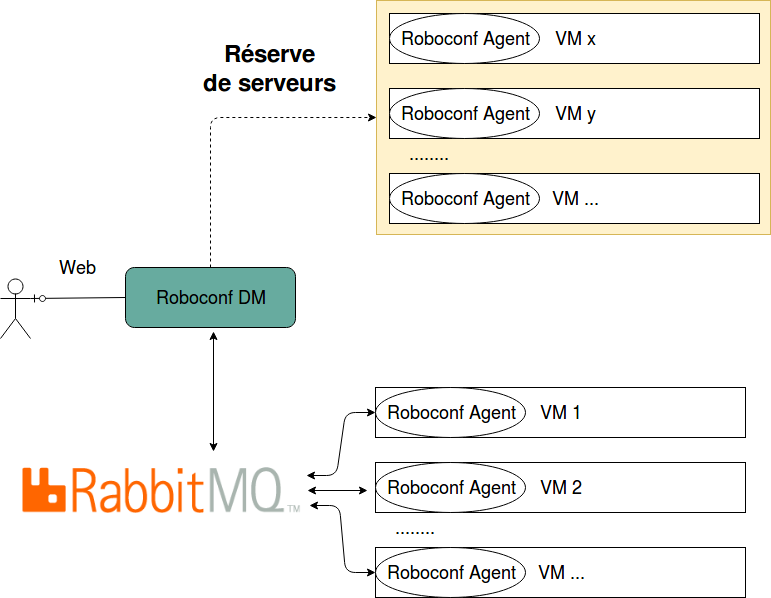 Réserve
de serveurs
Roboconf Agent VM x
Roboconf Agent VM y
........
Roboconf Agent VM ...
Web
Roboconf DM
RabbitMQ™
Roboconf Agent VM 1
Roboconf Agent VM 2
........
Roboconf Agent VM ...